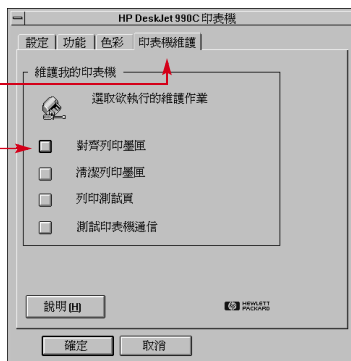 HP DeskJet 990C 印表機
設定 功能 色彩 印表機維護
維護我的印表機
選取欲執行的維護作業
對齊列印墨匣
清潔列印墨匣
列印測試頁
測試印表機通信
說明(H)
hp HEWLETT
PACKARD
確定 取消